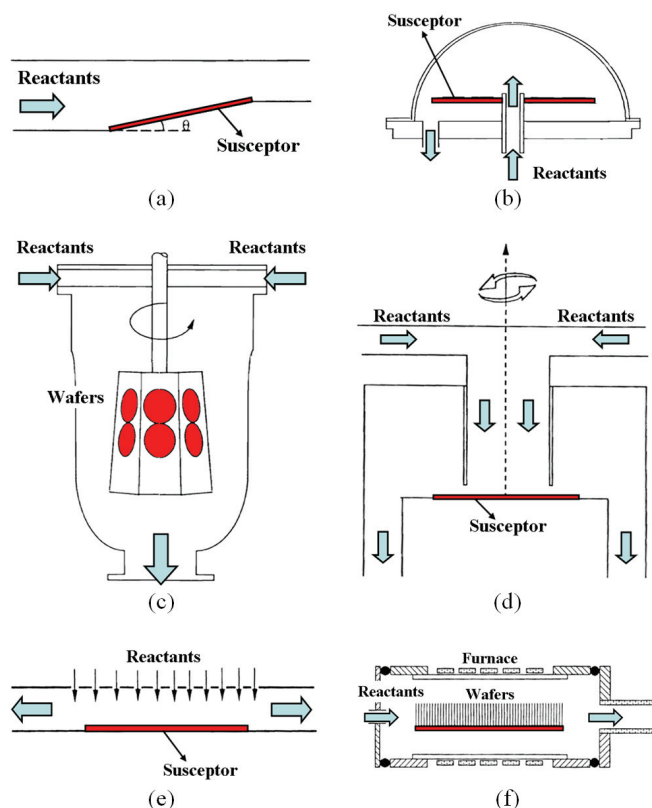 Reactants
θ
Susceptor
(a)
Susceptor
Reactants
(b)
Reactants
Reactants
Wafers
(c)
Reactants
Reactants
Susceptor
(d)
Reactants
Susceptor
(e)
Furnace
Reactants
Wafers
(f)